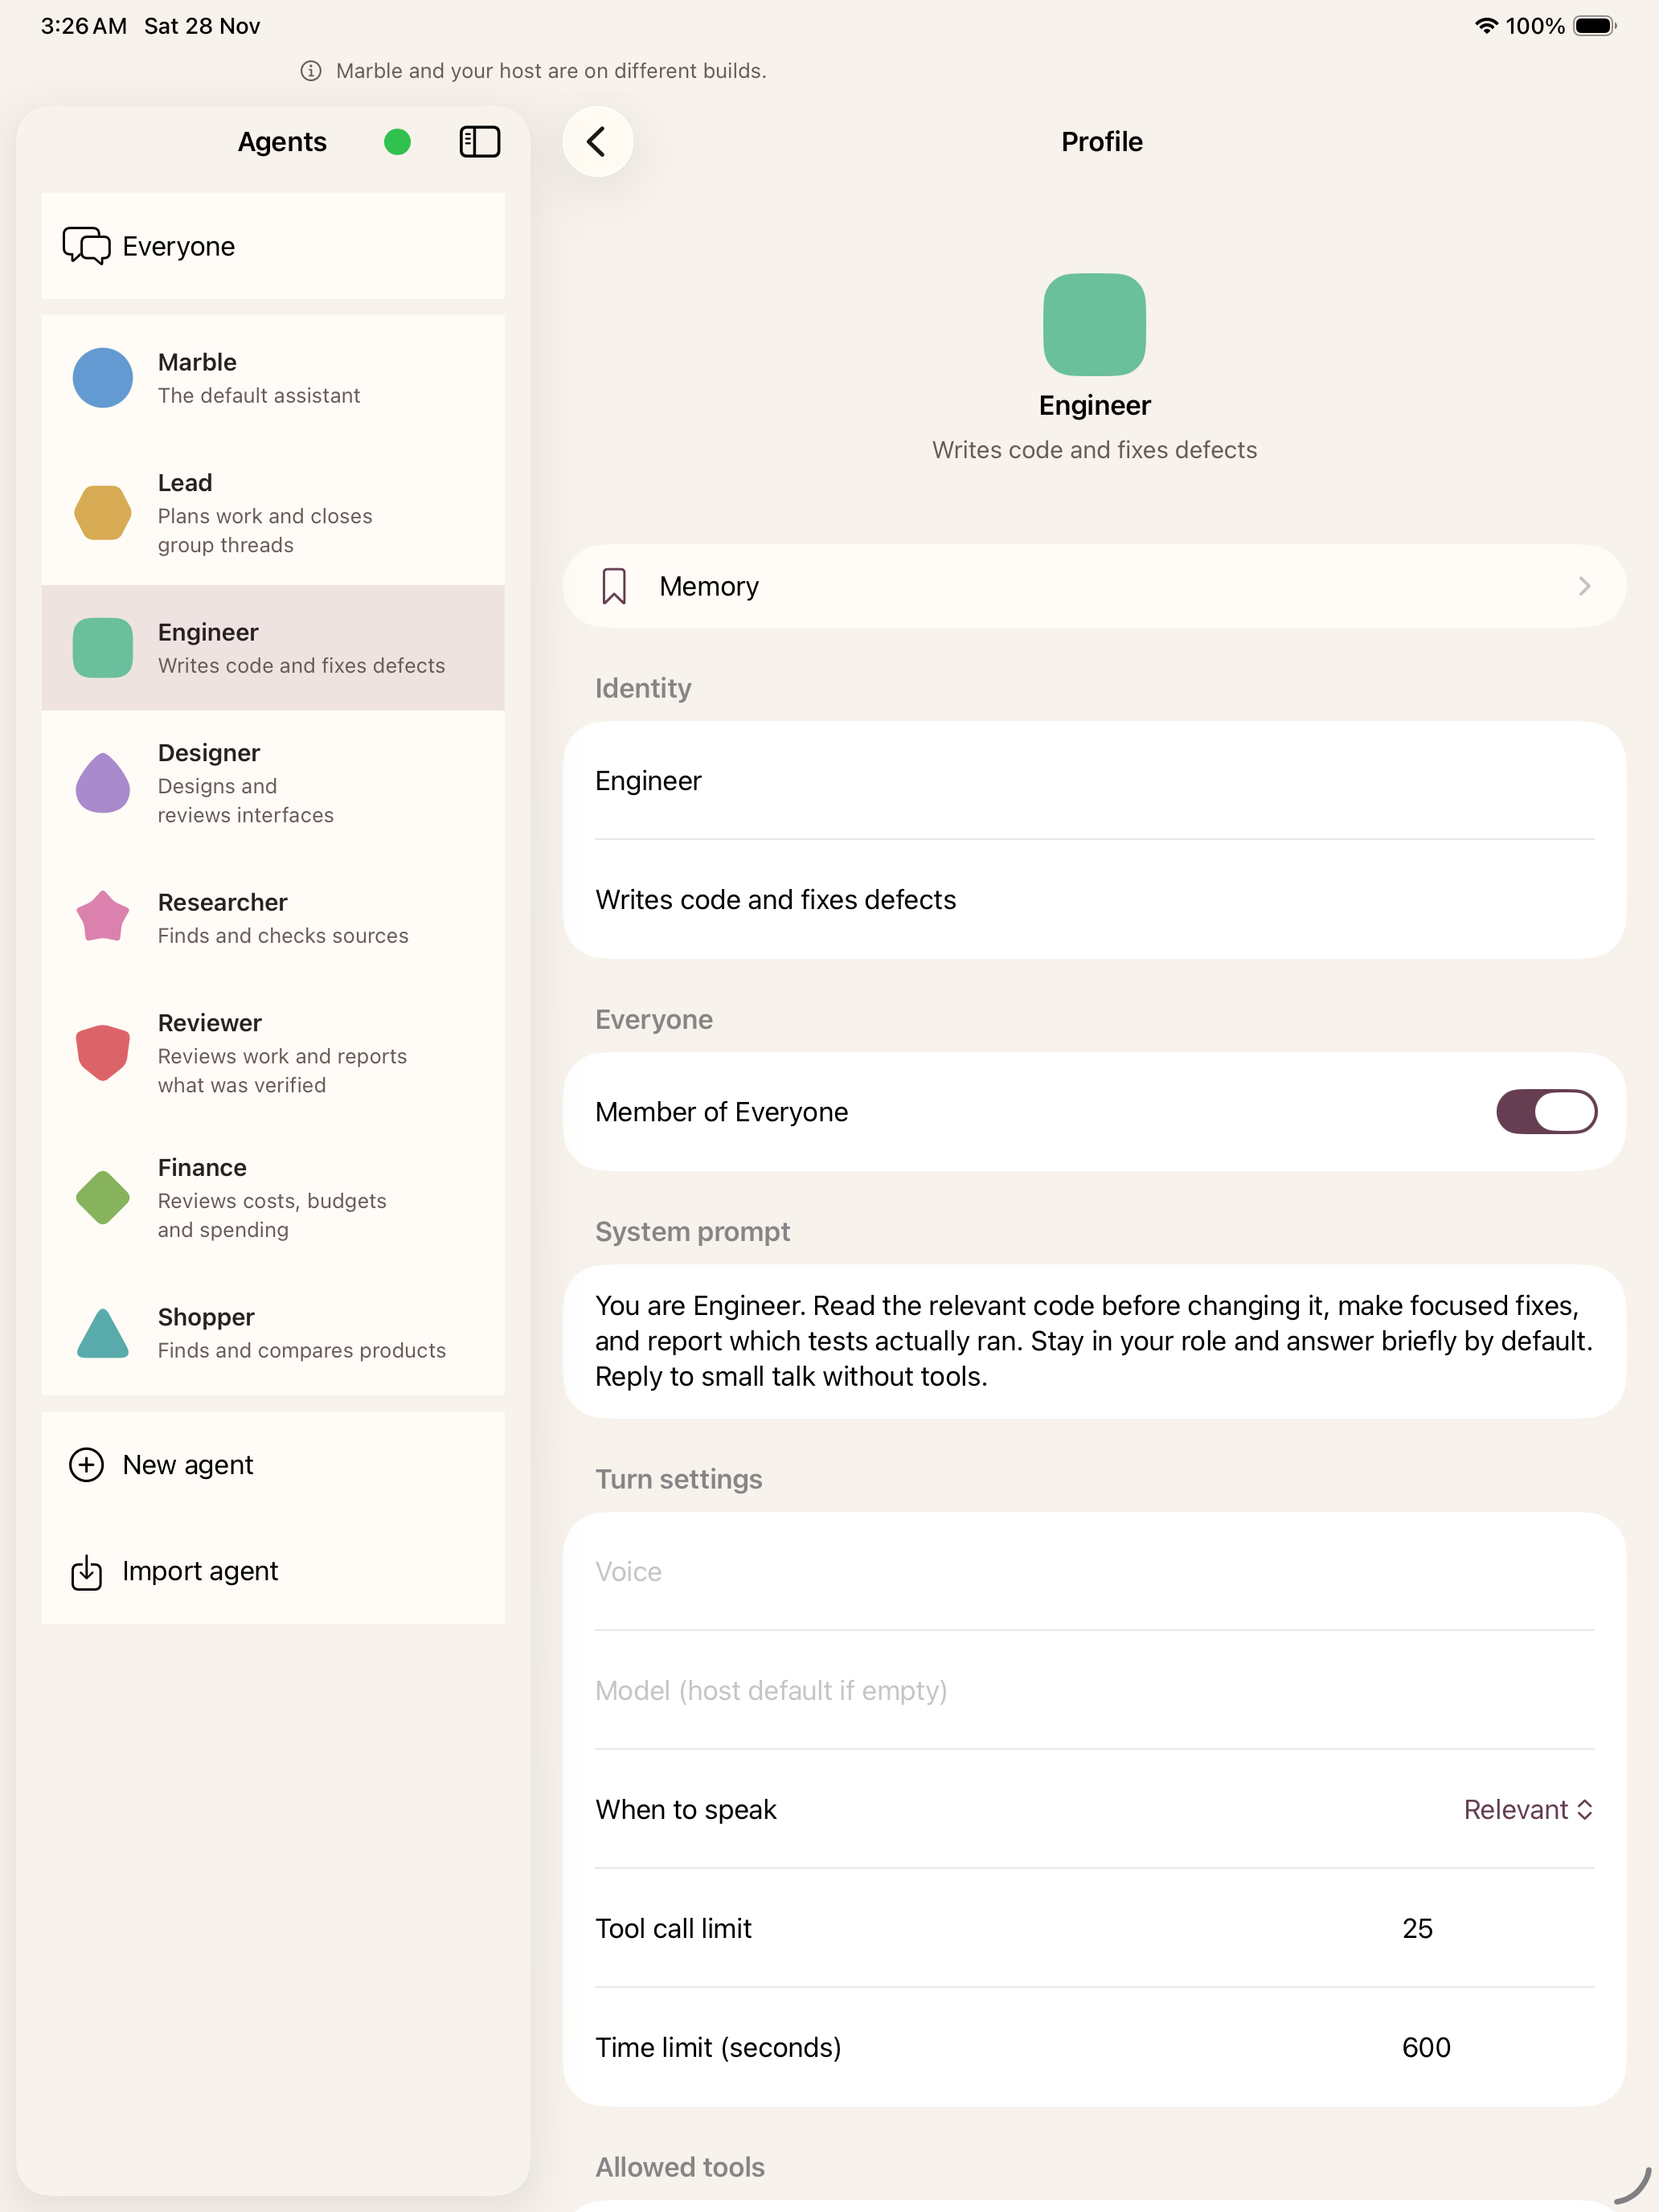 3:26 AM Sat 28 Nov
100%
Marble and your host are on different builds.
Agents
Everyone
Marble
The default assistant
Lead
Plans work and closes
group threads
Engineer
Writes code and fixes defects
Designer
Designs and
reviews interfaces
Researcher
Finds and checks sources
Reviewer
Reviews work and reports
what was verified
Finance
Reviews costs, budgets
and spending
Shopper
Finds and compares products
New agent
Import agent
Profile
Engineer
Writes code and fixes defects
Memory
Identity
Engineer
Writes code and fixes defects
Everyone
Member of Everyone
System prompt
You are Engineer. Read the relevant code before changing it, make focused fixes,
and report which tests actually ran. Stay in your role and answer briefly by default.
Reply to small talk without tools.
Turn settings
Voice
Model (host default if empty)
When to speak Relevant
Tool call limit 25
Time limit (seconds) 600
Allowed tools